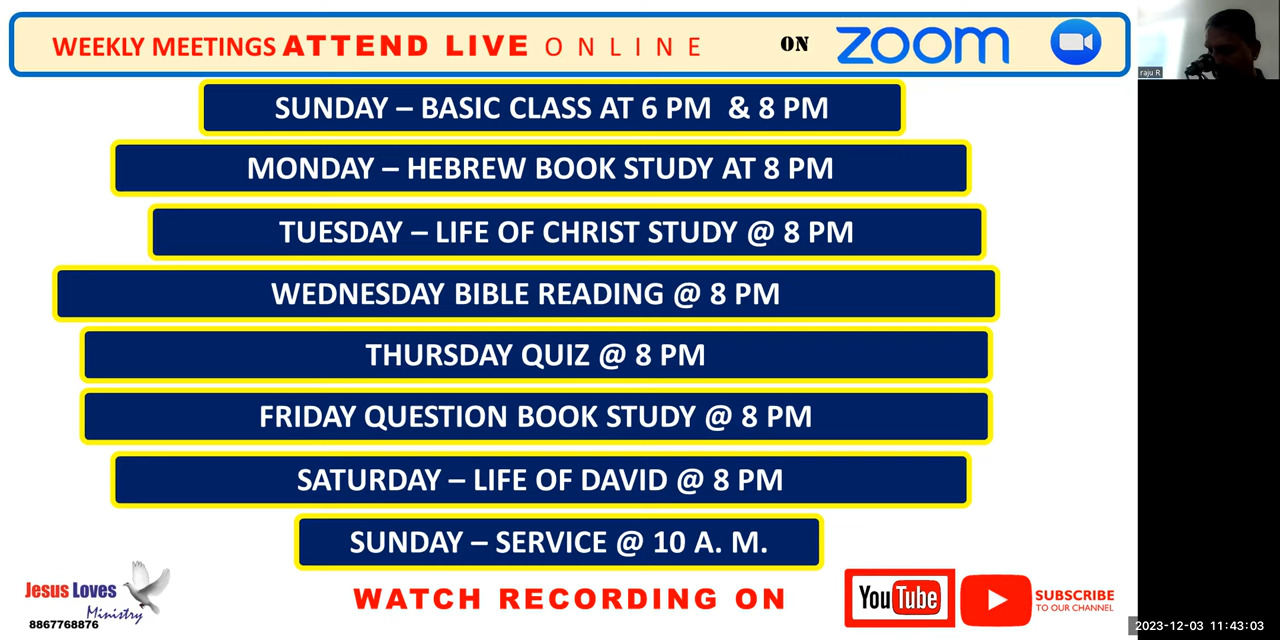 WEEKLY MEETINGS ATTEND LIVE ONLINE ON zoom
raju R
SUNDAY – BASIC CLASS AT 6 PM & 8 PM
MONDAY – HEBREW BOOK STUDY AT 8 PM
TUESDAY – LIFE OF CHRIST STUDY @ 8 PM
WEDNESDAY BIBLE READING @ 8 PM
THURSDAY QUIZ @ 8 PM
FRIDAY QUESTION BOOK STUDY @ 8 PM
SATURDAY – LIFE OF DAVID @ 8 PM
SUNDAY – SERVICE @ 10 A. M.
Jesus Loves
Ministry
8867768876
WATCH RECORDING ON
YouTube
SUBSCRIBE
TO OUR CHANNEL
2023-12-03 11:43:03